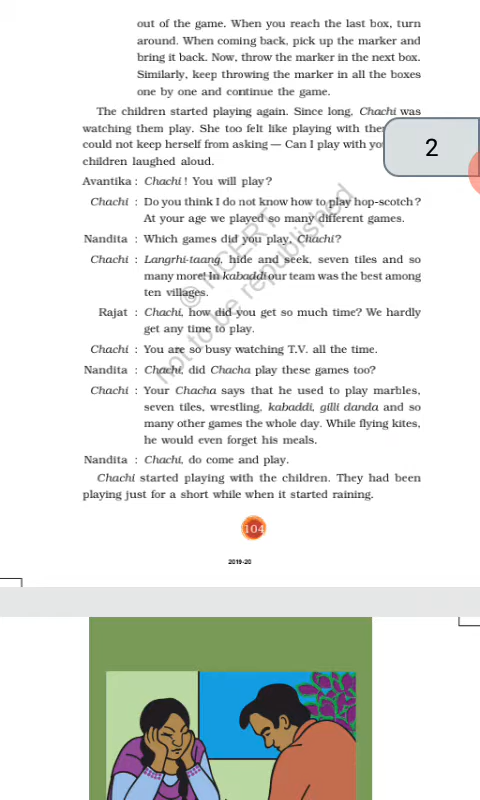 out of the game. When you reach the last box, turn
around. When coming back, pick up the marker and
bring it back. Now, throw the marker in the next box.
Similarly, keep throwing the marker in all the boxes
one by one and continue the game.
The children started playing again. Since long, Chachi was
watching them play. She too felt like playing with
could not keep herself from asking — Can I play with
children laughed aloud.
2
Avantika : Chachi ! You will play?
Chachi : Do you think I do not know how to play hop-scotch?
At your age we played so many different games.
Nandita : Which games did you play, Chachi?
Chachi : Langrhi-taang, hide and seek, seven tiles and so
many more! In kabaddi our team was the best among
ten villages.
Rajat : Chachi, how did you get so much time? We hardly
get any time to play.
Chachi : You are so busy watching T.V. all the time.
Nandita : Chachi, did Chacha play these games too?
Chachi : Your Chacha says that he used to play marbles,
seven tiles, wrestling, kabaddi, gilli danda and so
many other games the whole day. While flying kites,
he would even forget his meals.
Nandita : Chachi, do come and play.
Chachi started playing with the children. They had been
playing just for a short while when it started raining.
© NCERT
not to be republished
104
2019-20